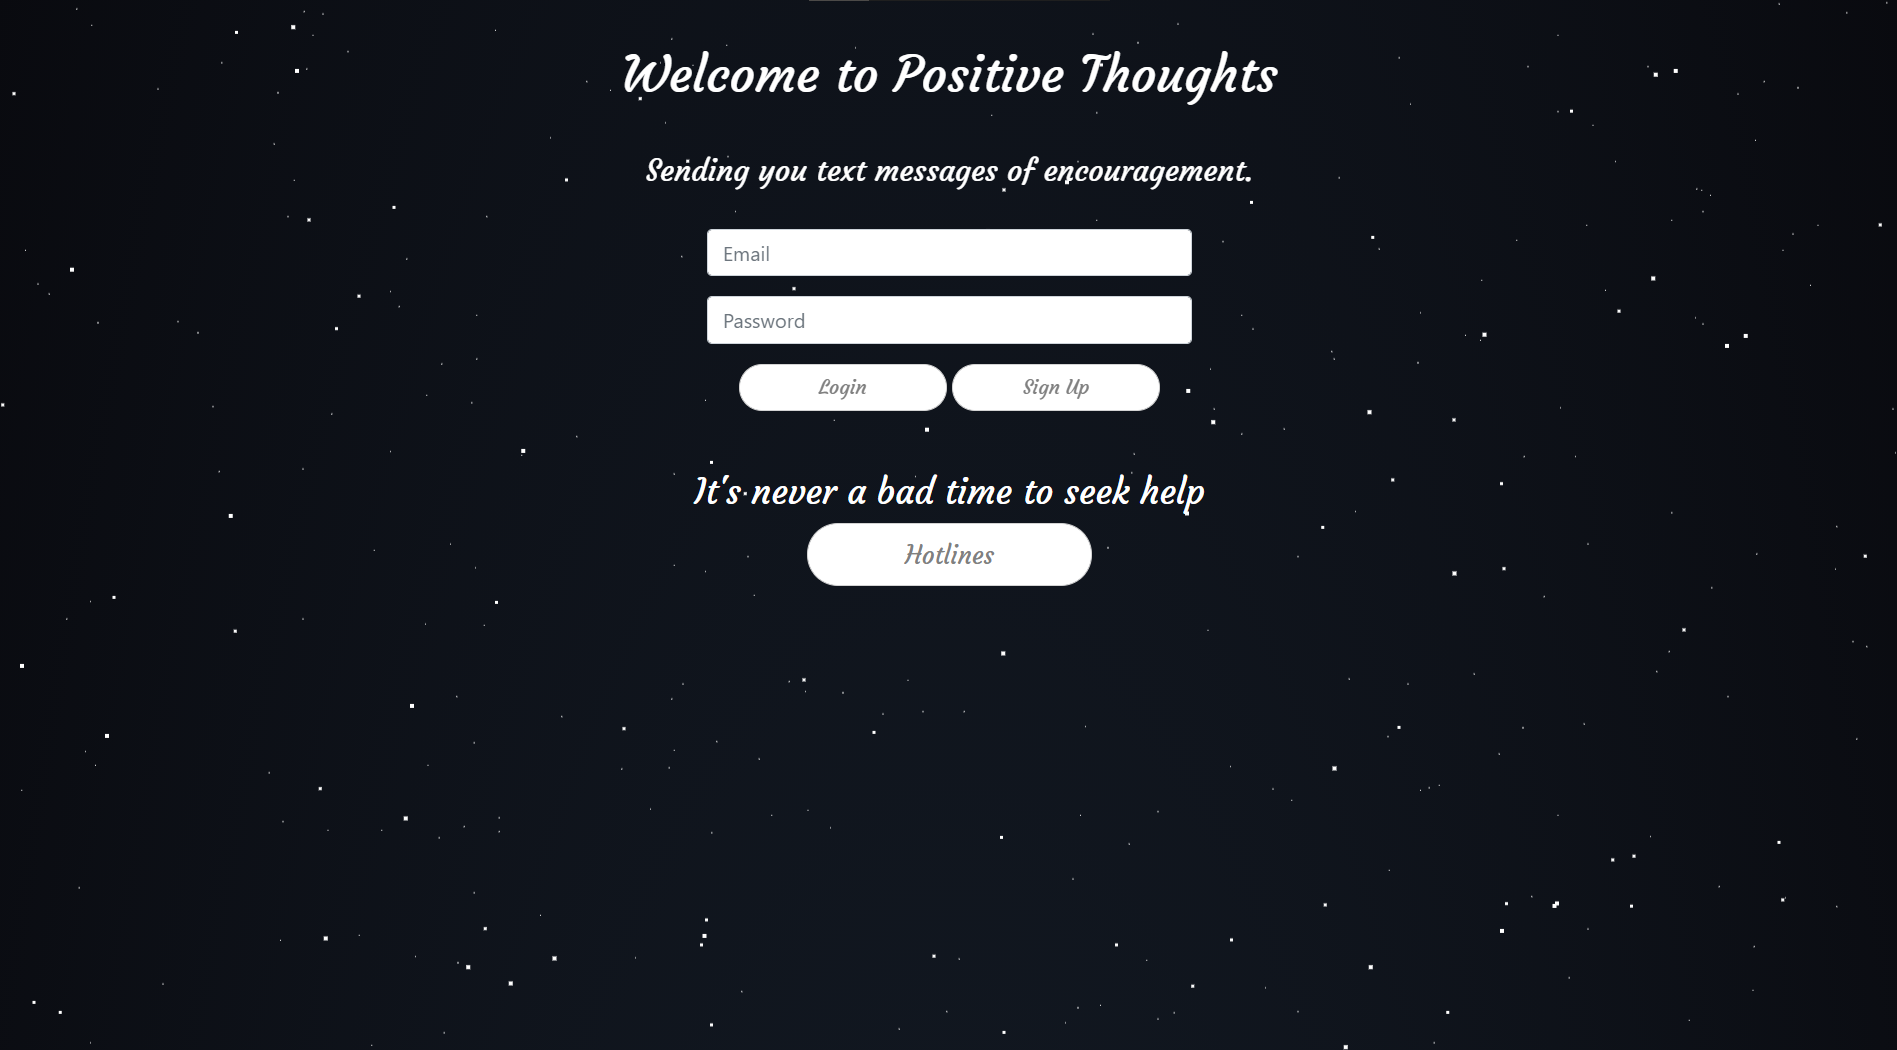 Welcome to Positive Thoughts
Sending you text messages of encouragement.
Email
Password
Login Sign Up
It's never a bad time to seek help
Hotlines